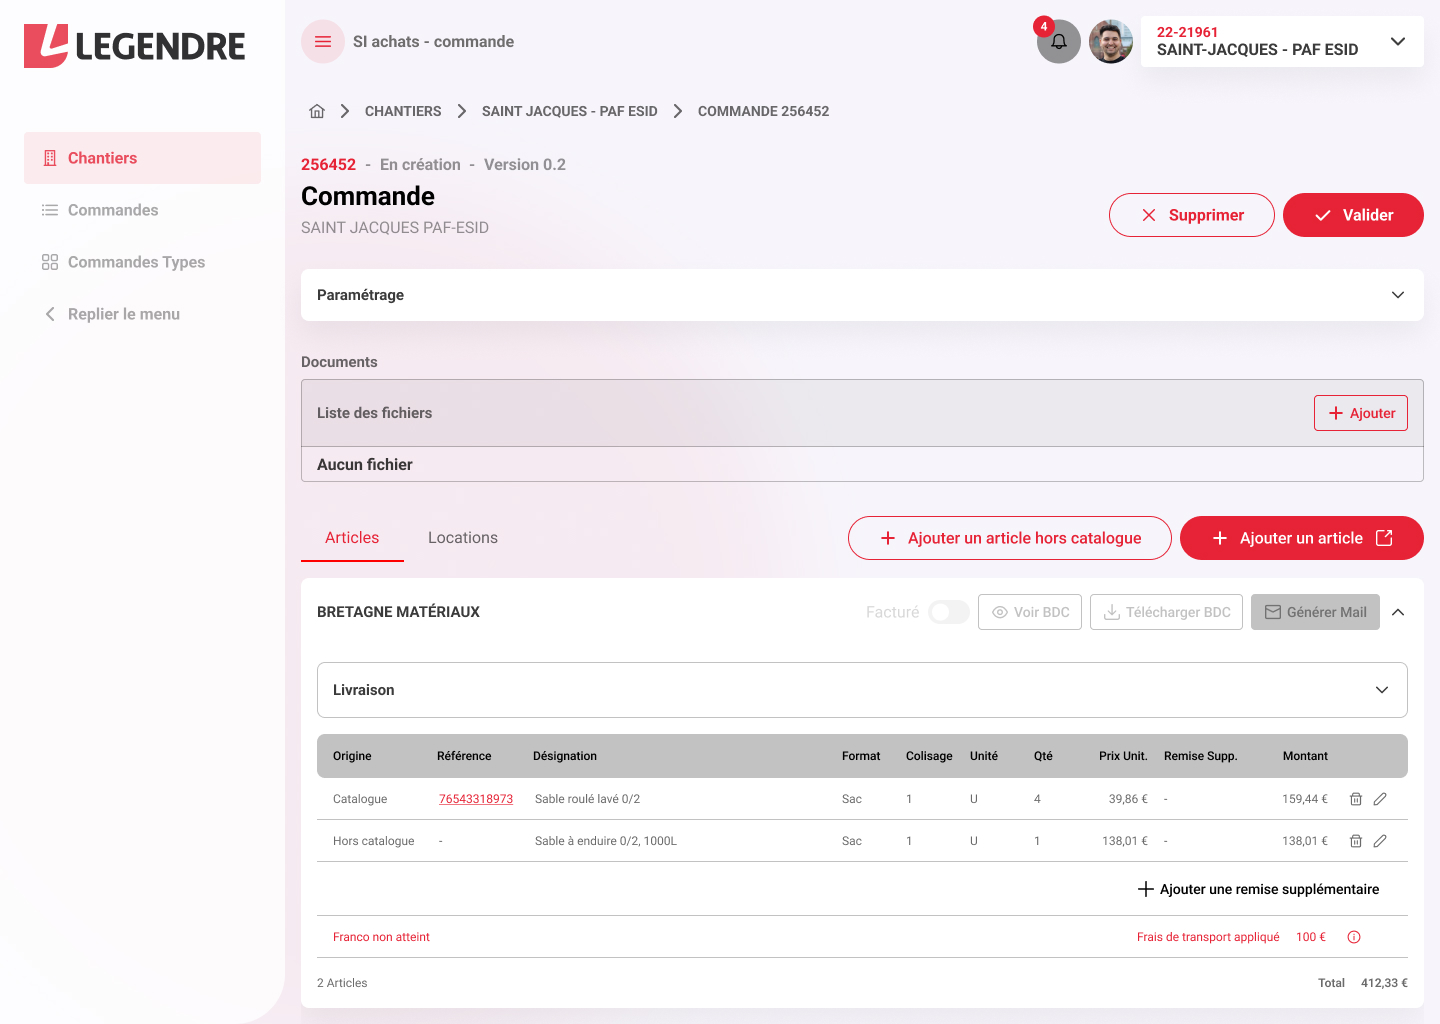 LEGENDRE
SI achats - commande
4
22-21961
SAINT-JACQUES - PAF ESID
Chantiers
Commandes
Commandes Types
Replier le menu
CHANTIERS
SAINT JACQUES - PAF ESID
COMMANDE 256452
256452 - En création - Version 0.2
Commande
SAINT JACQUES PAF-ESID
Supprimer
Valider
Paramétrage
Documents
Liste des fichiers
Ajouter
Aucun fichier
Articles
Locations
Ajouter un article hors catalogue
Ajouter un article
BRETAGNE MATÉRIAUX
Facturé
Voir BDC
Télécharger BDC
Générer Mail
Livraison
Origine Référence Désignation Format Colisage Unité Qté Prix Unit. Remise Supp. Montant
Catalogue 76543318973 Sable roulé lavé 0/2 Sac 1 U 4 39,86 € - 159,44 €
Hors catalogue - Sable à enduire 0/2, 1000L Sac 1 U 1 138,01 € - 138,01 €
Ajouter une remise supplémentaire
Franco non atteint Frais de transport appliqué 100 €
2 Articles Total 412,33 €